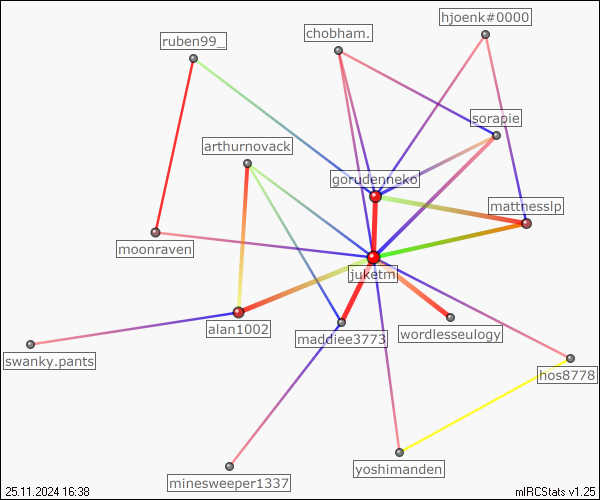 hjoenk#0000
chobham.
ruben99_
sorapie
arthurnovack
gorudenneko
mattnesslp
moonraven
juketm
alan1002
wordlesseulogy
maddiee3773
swanky.pants
hos8778
yoshimanden
minesweeper1337
25.11.2024 16:38
mIRCStats v1.25